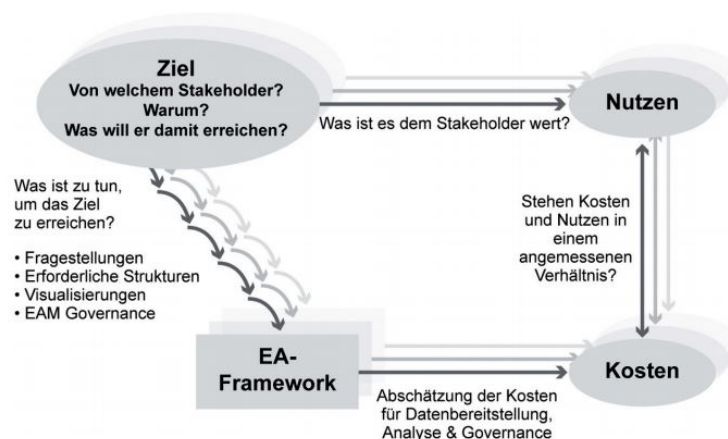 Ziel
Von welchem Stakeholder?
Warum?
Was will er damit erreichen?
Nutzen
Was ist es dem Stakeholder wert?
Was ist zu tun,
um das Ziel
zu erreichen?
• Fragestellungen
• Erforderliche Strukturen
• Visualisierungen
• EAM Governance
Stehen Kosten
und Nutzen in
einem
angemessenen
Verhältnis?
EA-
Framework
Kosten
Abschätzung der Kosten
für Datenbereitstellung,
Analyse & Governance